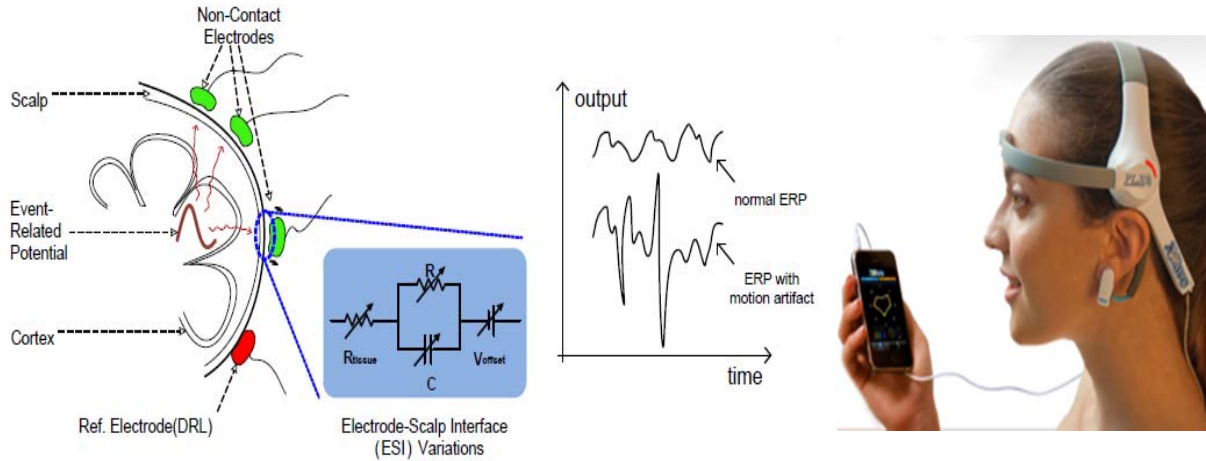 Non-Contact
Electrodes
Scalp
Event-
Related
Potential
Cortex
Ref. Electrode(DRL)
R
Rtissue
C
Voffset
Electrode-Scalp Interface
(ESI) Variations
output
normal ERP
ERP with
motion artifact
time